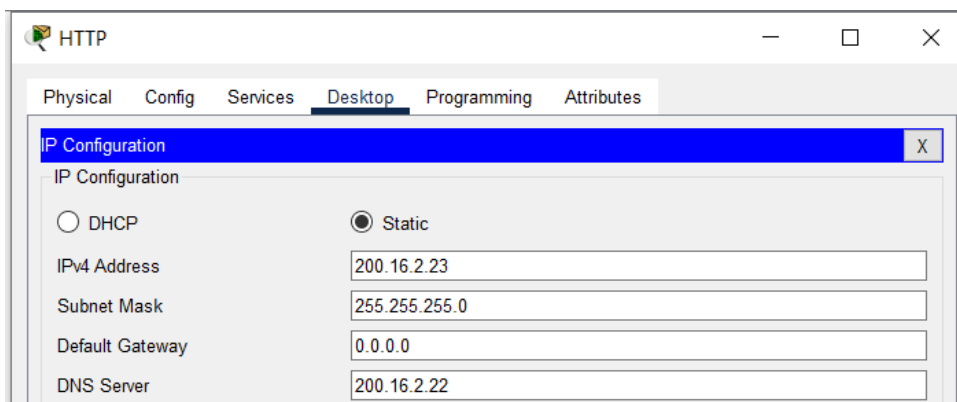 HTTP
Physical Config Services Desktop Programming Attributes
IP Configuration X
IP Configuration
DHCP Static
IPv4 Address 200.16.2.23
Subnet Mask 255.255.255.0
Default Gateway 0.0.0.0
DNS Server 200.16.2.22